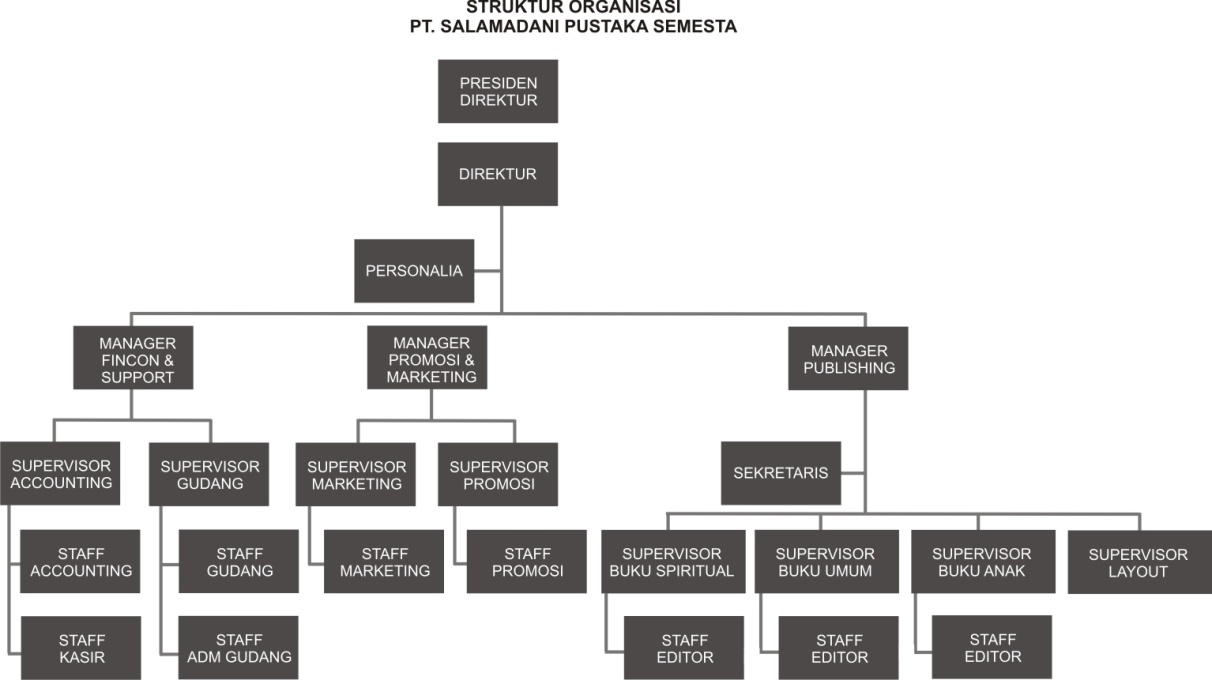 STRUKTUR ORGANISASI
PT. SALAMADANI PUSTAKA SEMESTA
PRESIDEN
DIREKTUR
DIREKTUR
PERSONALIA
MANAGER
FINCON &
SUPPORT
MANAGER
PROMOSI &
MARKETING
MANAGER
PUBLISHING
SUPERVISOR
ACCOUNTING
SUPERVISOR
GUDANG
SUPERVISOR
MARKETING
SUPERVISOR
PROMOSI
SEKRETARIS
STAFF
ACCOUNTING
STAFF
GUDANG
STAFF
MARKETING
STAFF
PROMOSI
SUPERVISOR
BUKU SPIRITUAL
SUPERVISOR
BUKU UMUM
SUPERVISOR
BUKU ANAK
SUPERVISOR
LAYOUT
STAFF
KASIR
STAFF
ADM GUDANG
STAFF
EDITOR
STAFF
EDITOR
STAFF
EDITOR